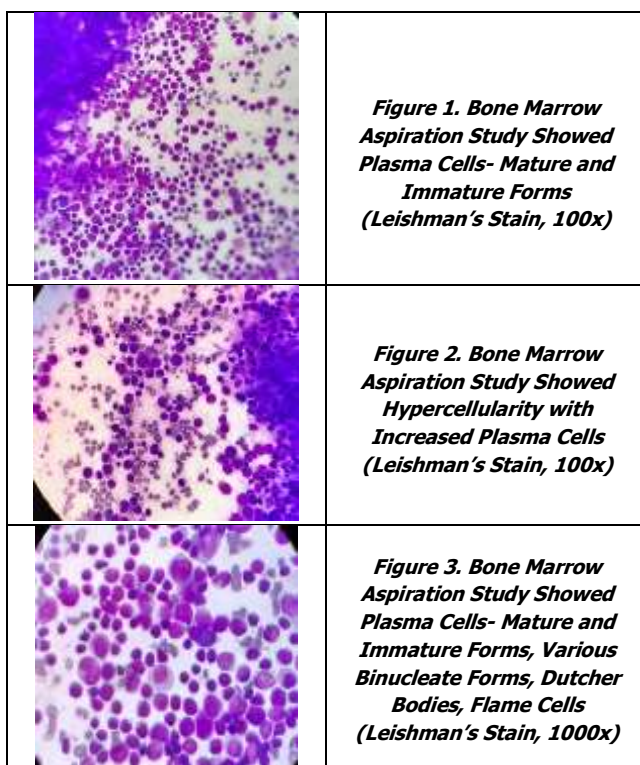 Figure 1. Bone Marrow
Aspiration Study Showed
Plasma Cells- Mature and
Immature Forms
(Leishman's Stain, 100x)
Figure 2. Bone Marrow
Aspiration Study Showed
Hypercellularity with
Increased Plasma Cells
(Leishman's Stain, 100x)
Figure 3. Bone Marrow
Aspiration Study Showed
Plasma Cells- Mature and
Immature Forms, Various
Binucleate Forms, Dutcher
Bodies, Flame Cells
(Leishman's Stain, 1000x)